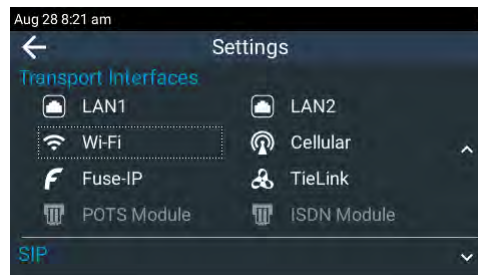 Aug 28 8:21 am
Settings
Transport Interfaces
LAN1 LAN2
Wi-Fi Cellular
Fuse-IP TieLink
POTS Module ISDN Module
SIP